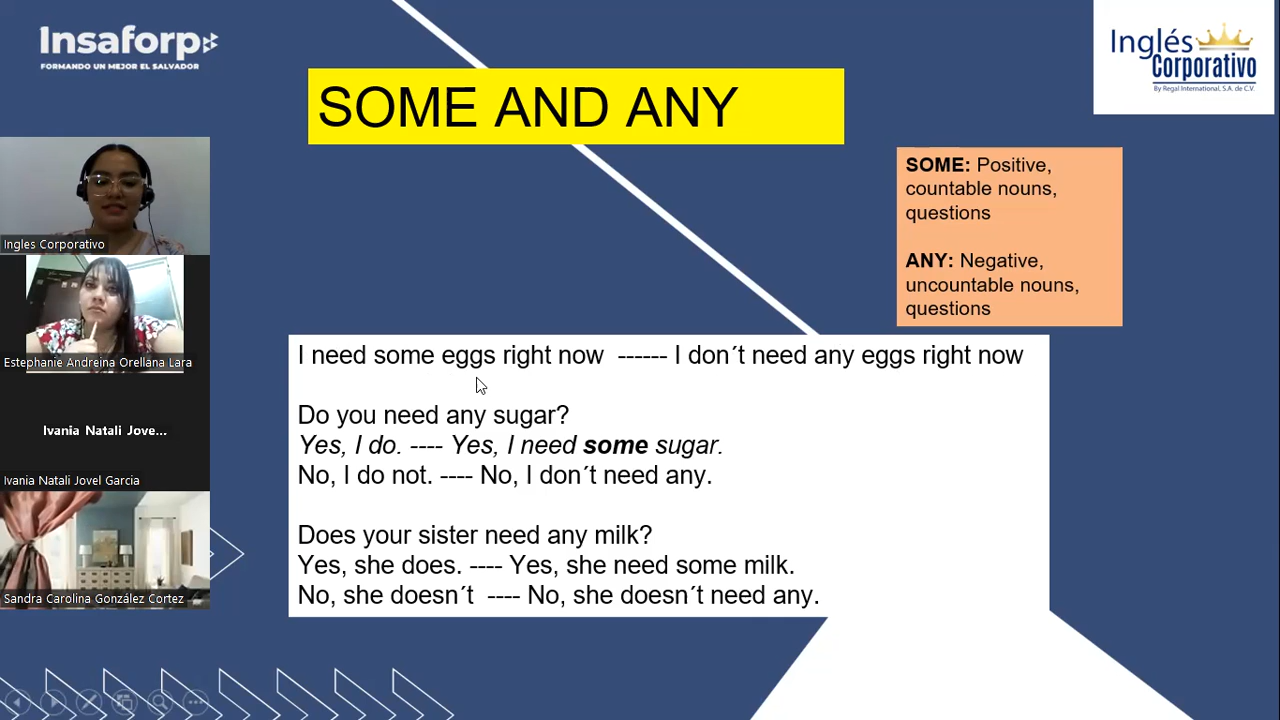 Insaforp
FORMANDO UN MEJOR EL SALVADOR
Inglés
Corporativo
By Regal International, S.A. de C.V.
SOME AND ANY
SOME: Positive,
countable nouns,
questions
ANY: Negative,
uncountable nouns,
questions
Ingles Corporativo
Estephanie Andreina Orellana Lara
Ivania Natali Jove...
Ivania Natali Jovel Garcia
Sandra Carolina González Cortez
I need some eggs right now ------ I don´t need any eggs right now
Do you need any sugar?
Yes, I do. ---- Yes, I need some sugar.
No, I do not. ---- No, I don´t need any.
Does your sister need any milk?
Yes, she does. ---- Yes, she need some milk.
No, she doesn´t ---- No, she doesn´t need any.